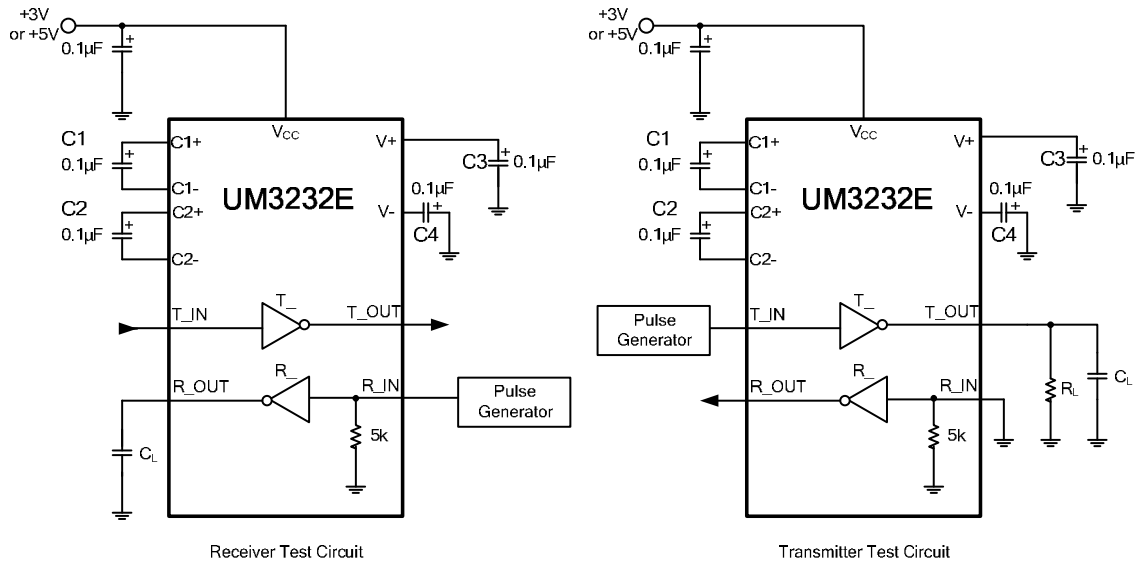 +3V
or +5V
0.1µF
+
VCC
C1
0.1µF
+
C1+
C1-
C2
0.1µF
+
C2+
C2-
UM3232E
V+
C3
+
0.1µF
V-
0.1µF
+
C4
T_IN
T_
T_OUT
R_OUT
R_
R_IN
5k
CL
Pulse
Generator
Receiver Test Circuit
+3V
or +5V
0.1µF
+
VCC
C1
0.1µF
+
C1+
C1-
C2
0.1µF
+
C2+
C2-
UM3232E
V+
C3
+
0.1µF
V-
0.1µF
+
C4
Pulse
Generator
T_IN
T_
T_OUT
R_OUT
R_
R_IN
5k
RL
CL
Transmitter Test Circuit